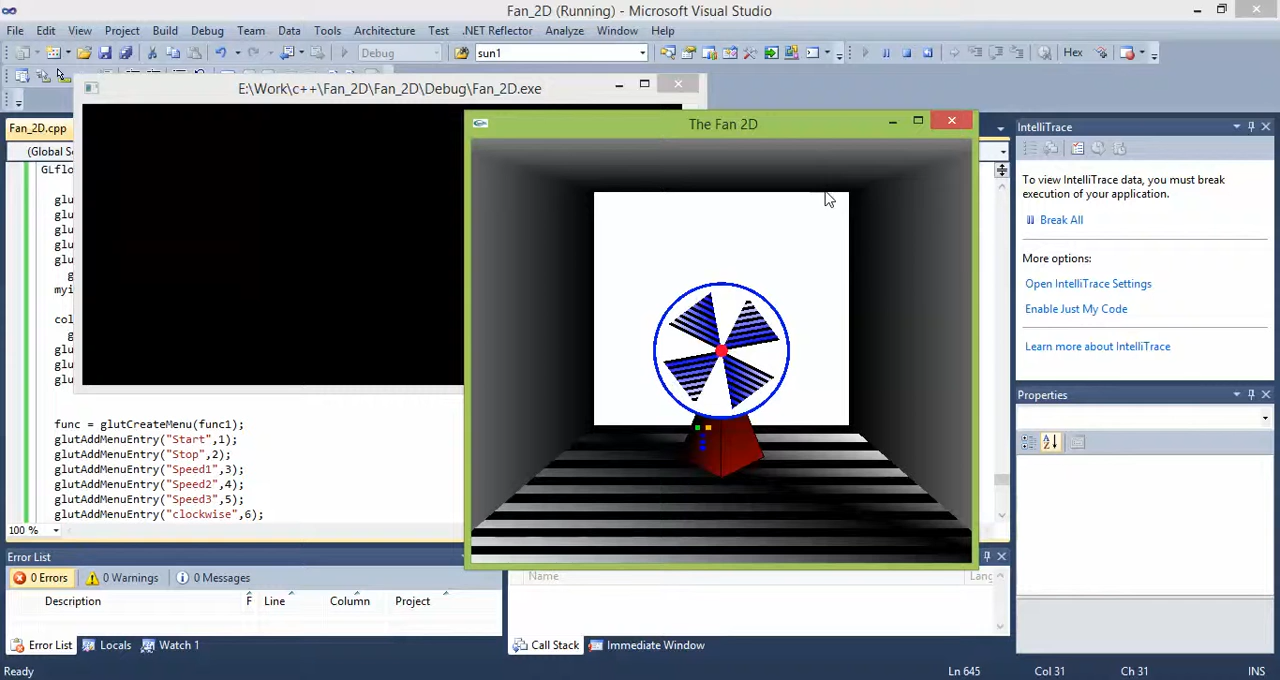 Fan_2D (Running) - Microsoft Visual Studio
File Edit View Project Build Debug Team Data Tools Architecture Test .NET Reflector Analyze Window Help
Debug sun1 Hex
E:\Work\c++\Fan_2D\Fan_2D\Debug\Fan_2D.exe
The Fan 2D
Fan_2D.cpp
(Global S
GLflo
glu
glu
glu
glu
glu
g
myi
col
g
glu
glu
glu
func = glutCreateMenu(func1);
glutAddMenuEntry("Start",1);
glutAddMenuEntry("Stop",2);
glutAddMenuEntry("Speed1",3);
glutAddMenuEntry("Speed2",4);
glutAddMenuEntry("Speed3",5);
glutAddMenuEntry("clockwise",6);
100 %
IntelliTrace
To view IntelliTrace data, you must break
execution of your application.
Break All
More options:
Open IntelliTrace Settings
Enable Just My Code
Learn more about IntelliTrace
Properties
Error List
0 Errors 0 Warnings 0 Messages
Description F Line Column Project
Name Lang
Error List Locals Watch 1
Call Stack Immediate Window
Ready Ln 645 Col 31 Ch 31 INS